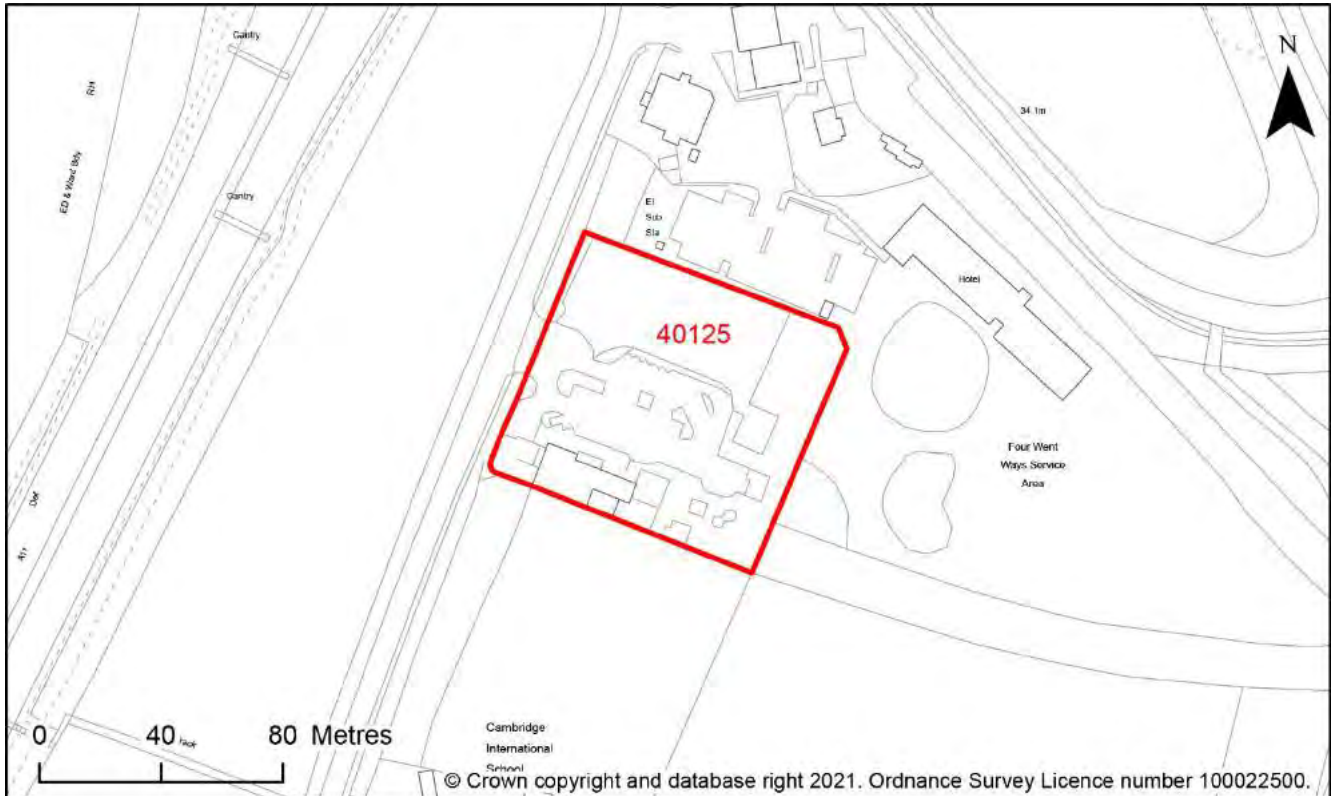 Gantry
N
RH
34.1m
ED & Ward Bdy
Gantry
El
Sub
Sta
Hotel
40125
Four Went
Ways Service
Area
Def
A11
Cambridge
International
School
0 40 80 Metres
Track
© Crown copyright and database right 2021. Ordnance Survey Licence number 100022500.